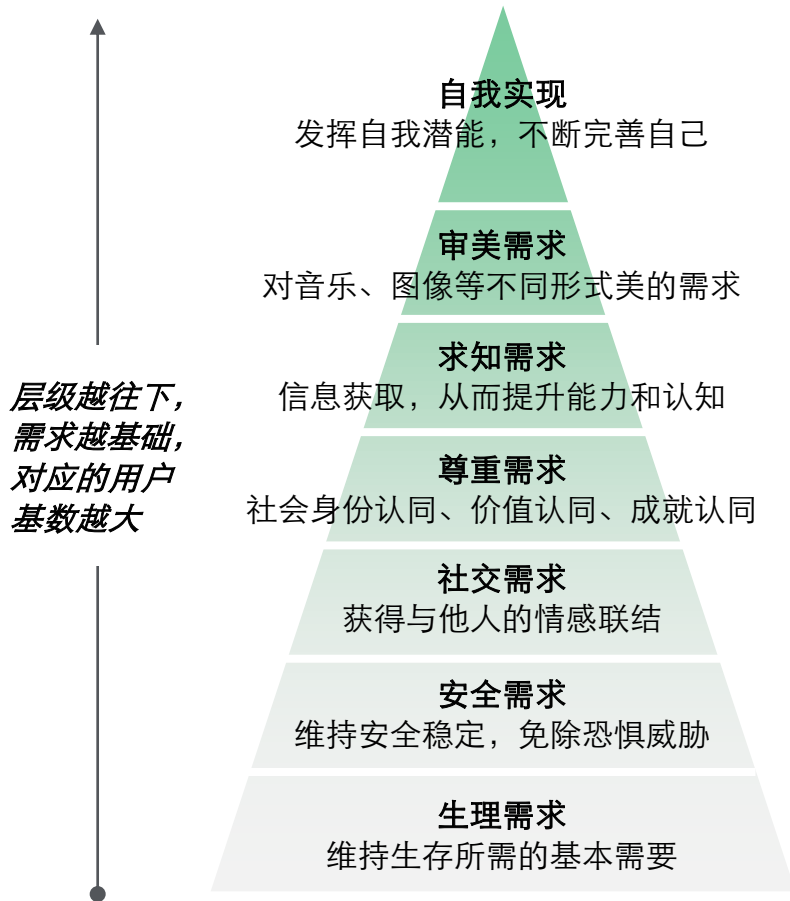 自我实现
发挥自我潜能，不断完善自己
审美需求
对音乐、图像等不同形式美的需求
求知需求
信息获取，从而提升能力和认知
尊重需求
社会身份认同、价值认同、成就认同
社交需求
获得与他人的情感联结
安全需求
维持安全稳定，免除恐惧威胁
生理需求
维持生存所需的基本需要
层级越往下，
需求越基础，
对应的用户
基数越大